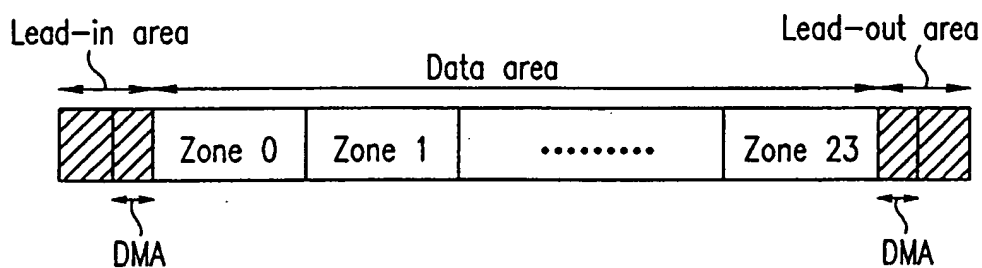 Lead-in area
Lead-out area
Data area
Zone 0
Zone 1
.........
Zone 23
DMA
DMA